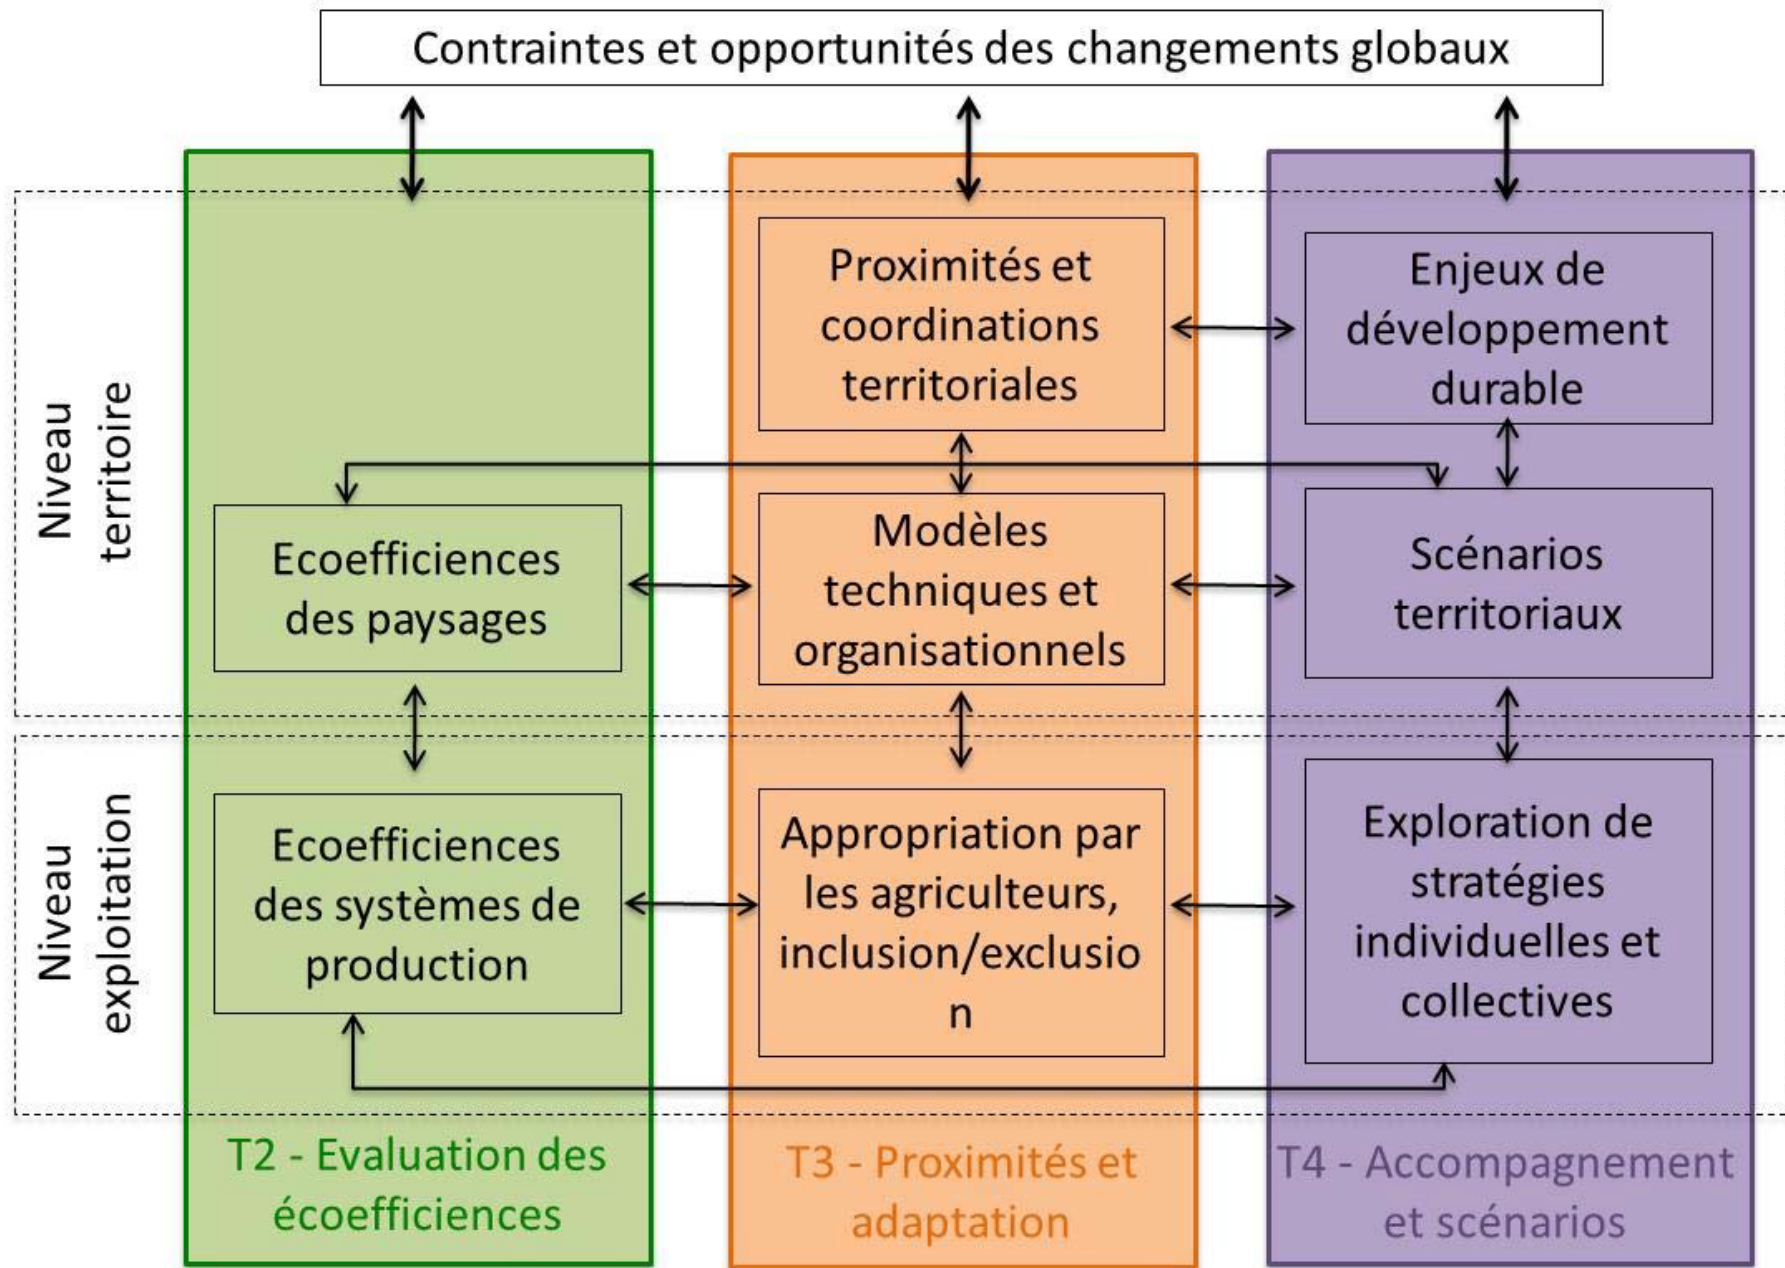 Contraintes et opportunités des changements globaux
Niveau
territoire
Proximités et
coordinations
territoriales
Enjeux de
développement
durable
Ecoefficiences
des paysages
Modèles
techniques et
organisationnels
Scénarios
territoriaux
Niveau
exploitation
Ecoefficiences
des systèmes de
production
Appropriation par
les agriculteurs,
inclusion/exclusio
n
Exploration de
stratégies
individuelles et
collectives
T2 - Evaluation des
écoefficiences
T3 - Proximités et
adaptation
T4 - Accompagnement
et scénarios